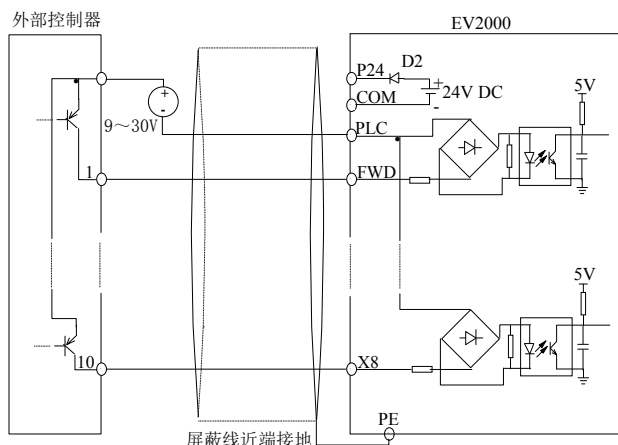 外部控制器
EV2000
P24
D2
+
24V DC
-
COM
5V
+
-
9～30V
PLC
1
FWD
5V
10
X8
PE
屏蔽线近端接地